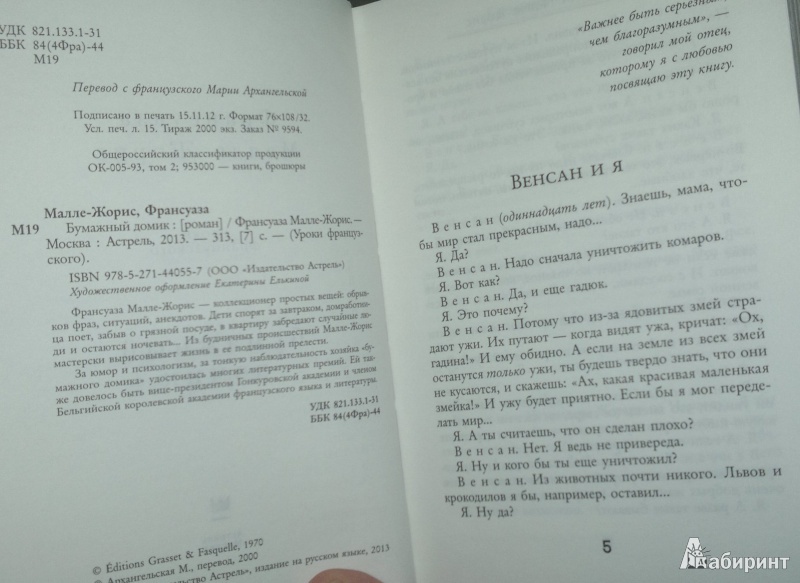 УДК 821.133.1-31
ББК 84(4Фра)-44
М19
Перевод с французского Марии Архангельской
Подписано в печать 15.11.12 г. Формат 76×108/32.
Усл. печ. л. 15. Тираж 2000 экз. Заказ № 9594.
Общероссийский классификатор продукции
ОК-005-93, том 2; 953000 — книги, брошюры
Малле-Жорис, Франсуаза
М19 Бумажный домик : [роман] / Франсуаза Малле-Жорис. —
Москва : Астрель, 2013. — 313, [7] с. — (Уроки француз-
ского).
ISBN 978-5-271-44055-7 (ООО «Издательство Астрель»)
Художественное оформление Екатерины Елькиной
Франсуаза Малле-Жорис — коллекционер простых вещей: обрыв-
ков фраз, ситуаций, анекдотов. Дети спорят за завтраком, домработни-
ца поет, забыв о грязной посуде, в квартиру забредают случайные лю-
ди и остаются ночевать... Из будничных происшествий Малле-Жорис
мастерски вырисовывает жизнь в ее подлинной прелести.
За юмор и психологизм, за тонкую наблюдательность хозяйка «бу-
мажного домика» удостоилась многих литературных премий. Ей так-
же довелось быть вице-президентом Гонкуровской академии и членом
Бельгийской королевской академии французского языка и литературы.
УДК 821.133.1-31
ББК 84(4Фра)-44
© Éditions Grasset & Fasquelle, 1970
© Архангельская М., перевод, 2000
издание на русском языке, 2013
«Важнее быть серьезным,
чем благоразумным», —
говорил мой отец,
которому я с любовью
посвящаю эту книгу.
ВЕНСАН И Я
Венсан (одиннадцать лет). Знаешь, мама, что-
бы мир стал прекрасным, надо...
Я. Да?
Венсан. Надо сначала уничтожить комаров.
Я. Вот как?
Венсан. Да, и еще гадюк.
Я. Это почему?
Венсан. Потому что из-за ядовитых змей стра-
дают ужи. Их путают — когда видят ужа, кричат: «Ох,
гадина!» И ему обидно. А если на земле из всех змей
останутся только ужи, ты будешь твердо знать, что они
не кусаются, и скажешь: «Ах, какая красивая маленькая
змейка!» И ужу будет приятно. Если бы я мог переде-
лать мир...
Я. А ты считаешь, что он сделан плохо?
Венсан. Нет. Я ведь не привереда.
Я. Ну и кого бы ты еще уничтожил?
Венсан. Из животных почти никого. Львов и
крокодилов я бы, например, оставил...
Я. Ну да?
5
Лабиринт